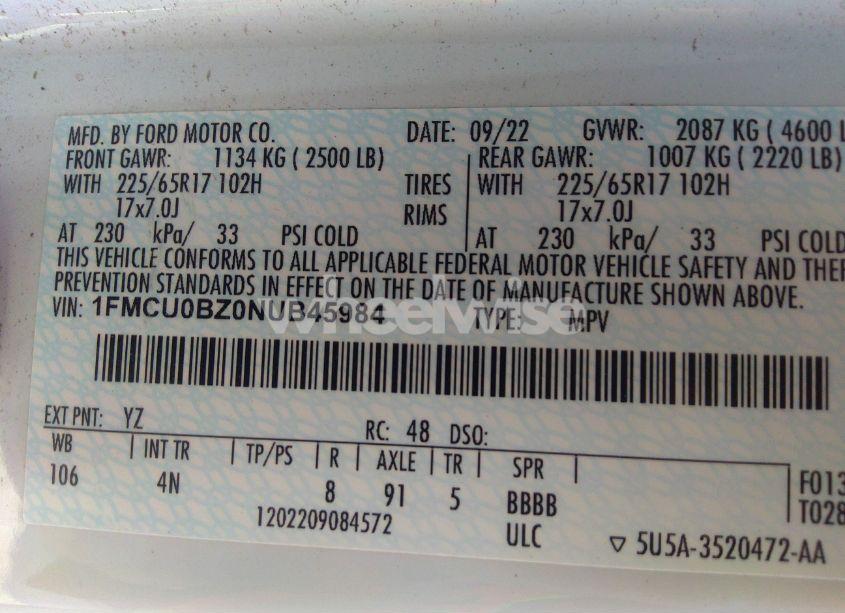 MFD. BY FORD MOTOR CO. DATE: 09/22 GVWR: 2087 KG ( 4600 L
FRONT GAWR: 1134 KG ( 2500 LB) REAR GAWR: 1007 KG ( 2220 LB)
WITH 225/65R17 102H TIRES WITH 225/65R17 102H
17x7.0J RIMS 17x7.0J
AT 230 kPa/ 33 PSI COLD AT 230 kPa/ 33 PSI COLD
THIS VEHICLE CONFORMS TO ALL APPLICABLE FEDERAL MOTOR VEHICLE SAFETY AND THEF
PREVENTION STANDARDS IN EFFECT ON THE DATE OF MANUFACTURE SHOWN ABOVE.
VIN: 1FMCU0BZ0NUB45984 TYPE: MPV
wheelwise
EXT PNT: YZ RC: 48 DSO:
WB INT TR TP/PS R AXLE TR SPR
106 4N 8 91 5 BBBB F013
1202209084572 ULC T028
▽ 5U5A-3520472-AA